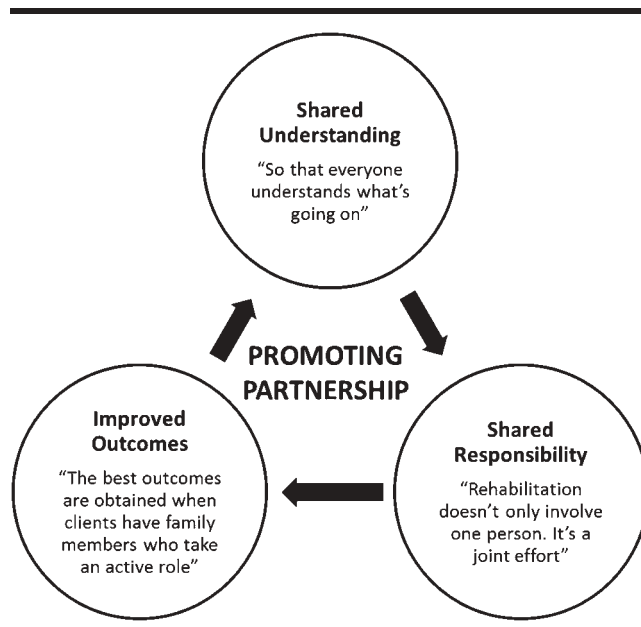 Shared
Understanding
“So that everyone
understands what’s
going on”
PROMOTING
PARTNERSHIP
Improved
Outcomes
“The best outcomes
are obtained when
clients have family
members who take
an active role”
Shared
Responsibility
“Rehabilitation
doesn’t only involve
one person. It’s a
joint effort”